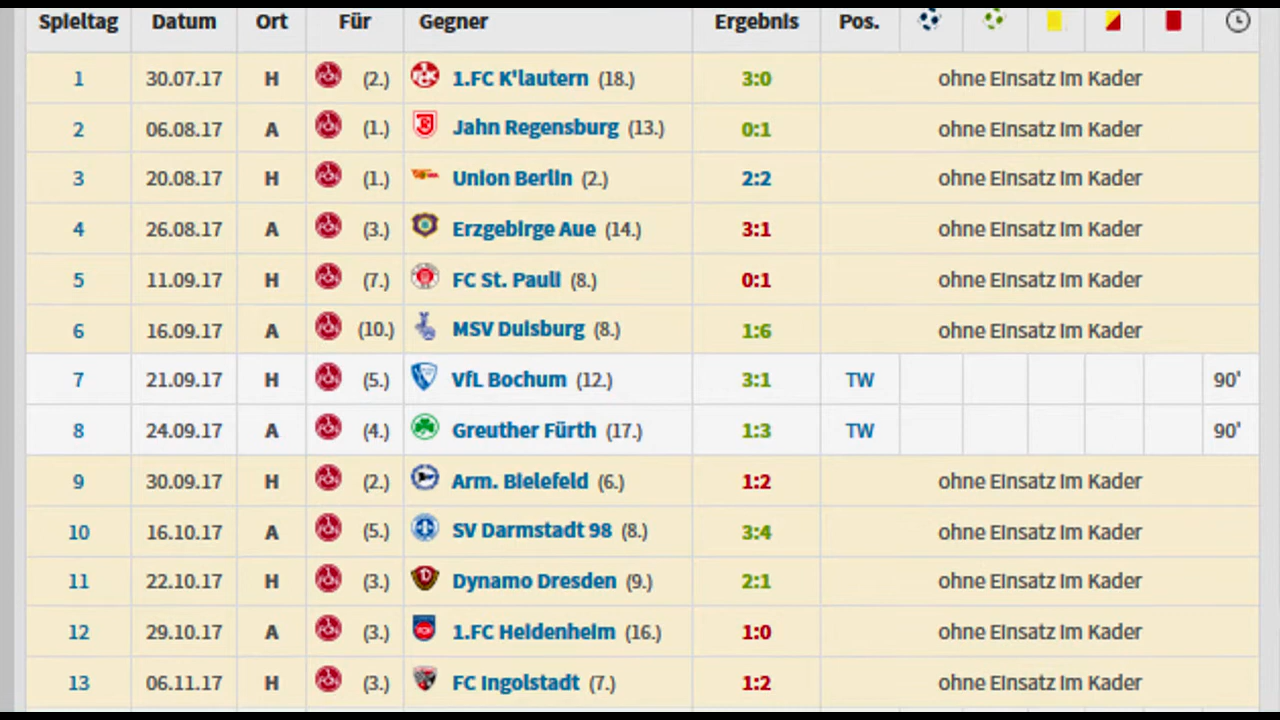 Spieltag Datum Ort Für Gegner Ergebnis Pos.
1 30.07.17 H (2.) 1.FC K'lautern (18.) 3:0 ohne Einsatz im Kader
2 06.08.17 A (1.) Jahn Regensburg (13.) 0:1 ohne Einsatz im Kader
3 20.08.17 H (1.) Union Berlin (2.) 2:2 ohne Einsatz im Kader
4 26.08.17 A (3.) Erzgebirge Aue (14.) 3:1 ohne Einsatz im Kader
5 11.09.17 H (7.) FC St. Pauli (8.) 0:1 ohne Einsatz im Kader
6 16.09.17 A (10.) MSV Duisburg (8.) 1:6 ohne Einsatz im Kader
7 21.09.17 H (5.) VfL Bochum (12.) 3:1 TW 90'
8 24.09.17 A (4.) Greuther Fürth (17.) 1:3 TW 90'
9 30.09.17 H (2.) Arm. Bielefeld (6.) 1:2 ohne Einsatz im Kader
10 16.10.17 A (5.) SV Darmstadt 98 (8.) 3:4 ohne Einsatz im Kader
11 22.10.17 H (3.) Dynamo Dresden (9.) 2:1 ohne Einsatz im Kader
12 29.10.17 A (3.) 1.FC Heidenheim (16.) 1:0 ohne Einsatz im Kader
13 06.11.17 H (3.) FC Ingolstadt (7.) 1:2 ohne Einsatz im Kader